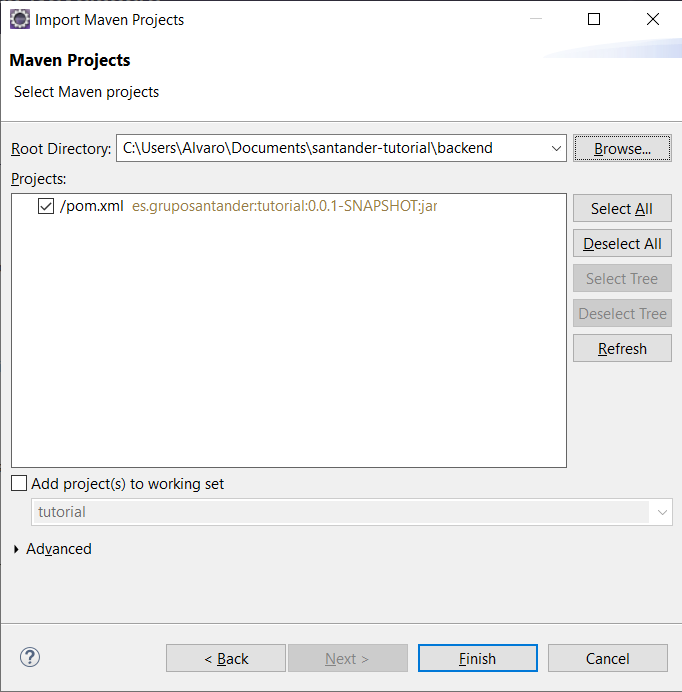 Import Maven Projects
Maven Projects
Select Maven projects
Root Directory: C:\Users\Alvaro\Documents\santander-tutorial\backend Browse...
Projects:
/pom.xml es.gruposantander:tutorial:0.0.1-SNAPSHOT:jar
Select All
Deselect All
Select Tree
Deselect Tree
Refresh
Add project(s) to working set
tutorial
Advanced
? < Back Next > Finish Cancel